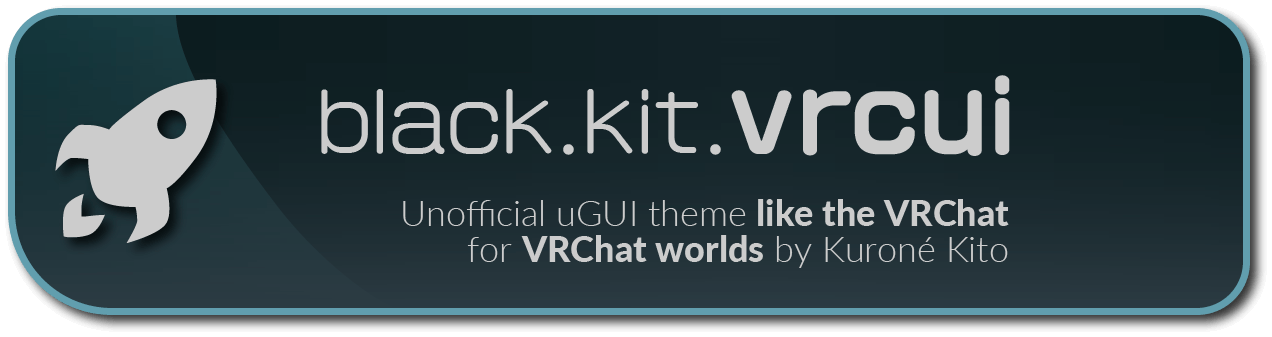 black.kit.vrcui
Unofficial uGUI theme like the VRChat
for VRChat worlds by Kuroné Kito